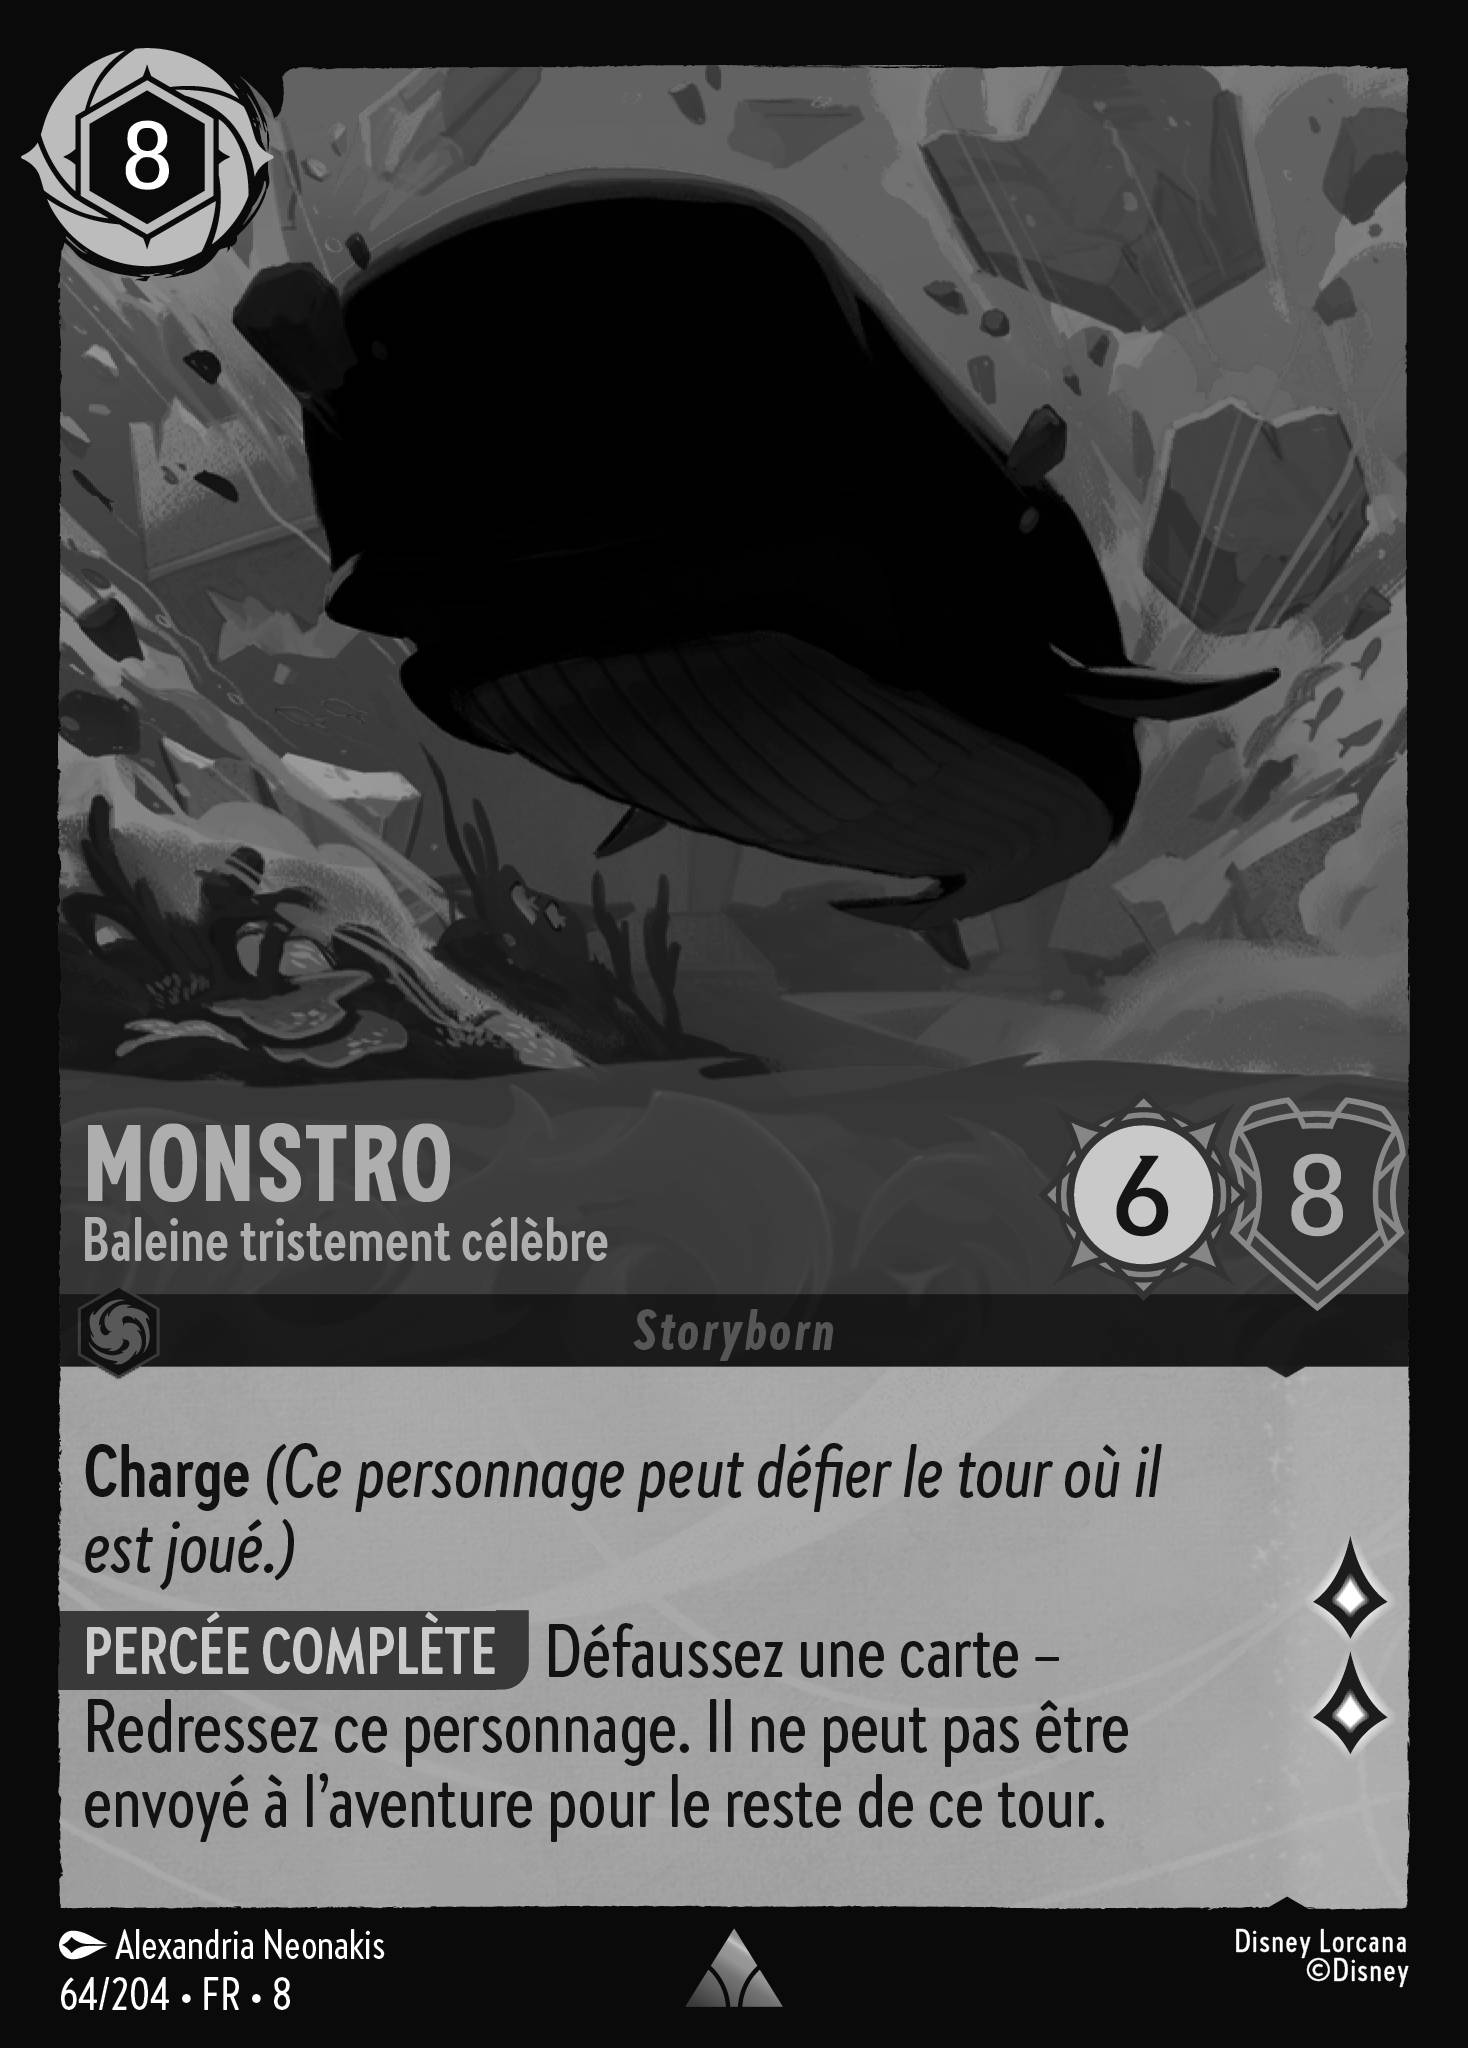 8
MONSTRO
Baleine tristement célèbre
6
8
Storyborn
Charge (Ce personnage peut défier le tour où il
est joué.)
PERCÉE COMPLÈTE Défaussez une carte –
Redressez ce personnage. Il ne peut pas être
envoyé à l’aventure pour le reste de ce tour.
Alexandria Neonakis
64/204 • FR • 8
Disney Lorcana
©Disney